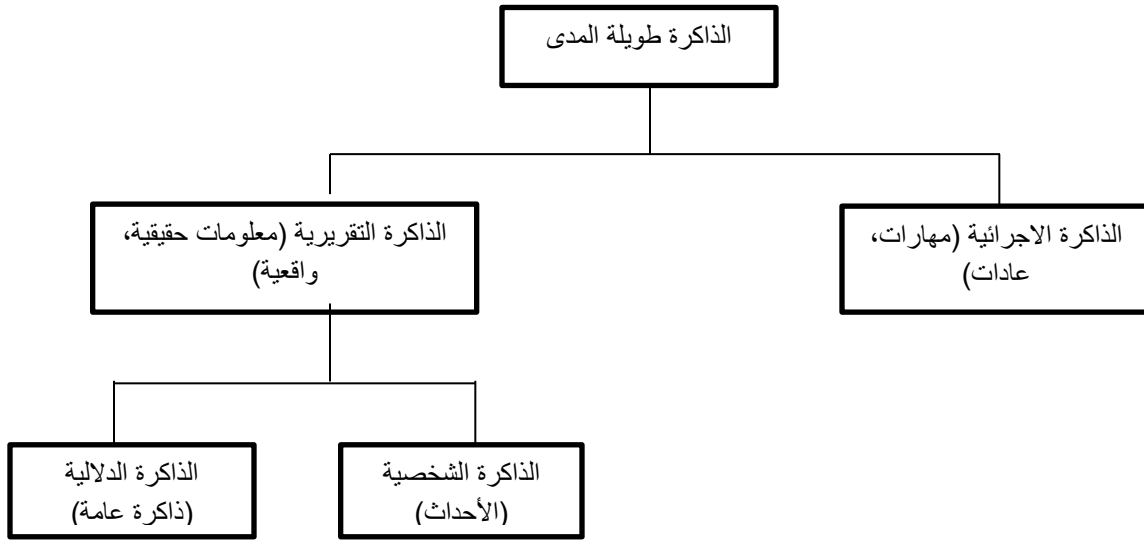 الذاكرة طويلة المدى
الذاكرة الاجرائية (مهارات،
عادات)
الذاكرة التقريرية (معلومات حقيقية،
واقعية)
الذاكرة الشخصية
(الأحداث)
الذاكرة الدلالية
(ذاكرة عامة)